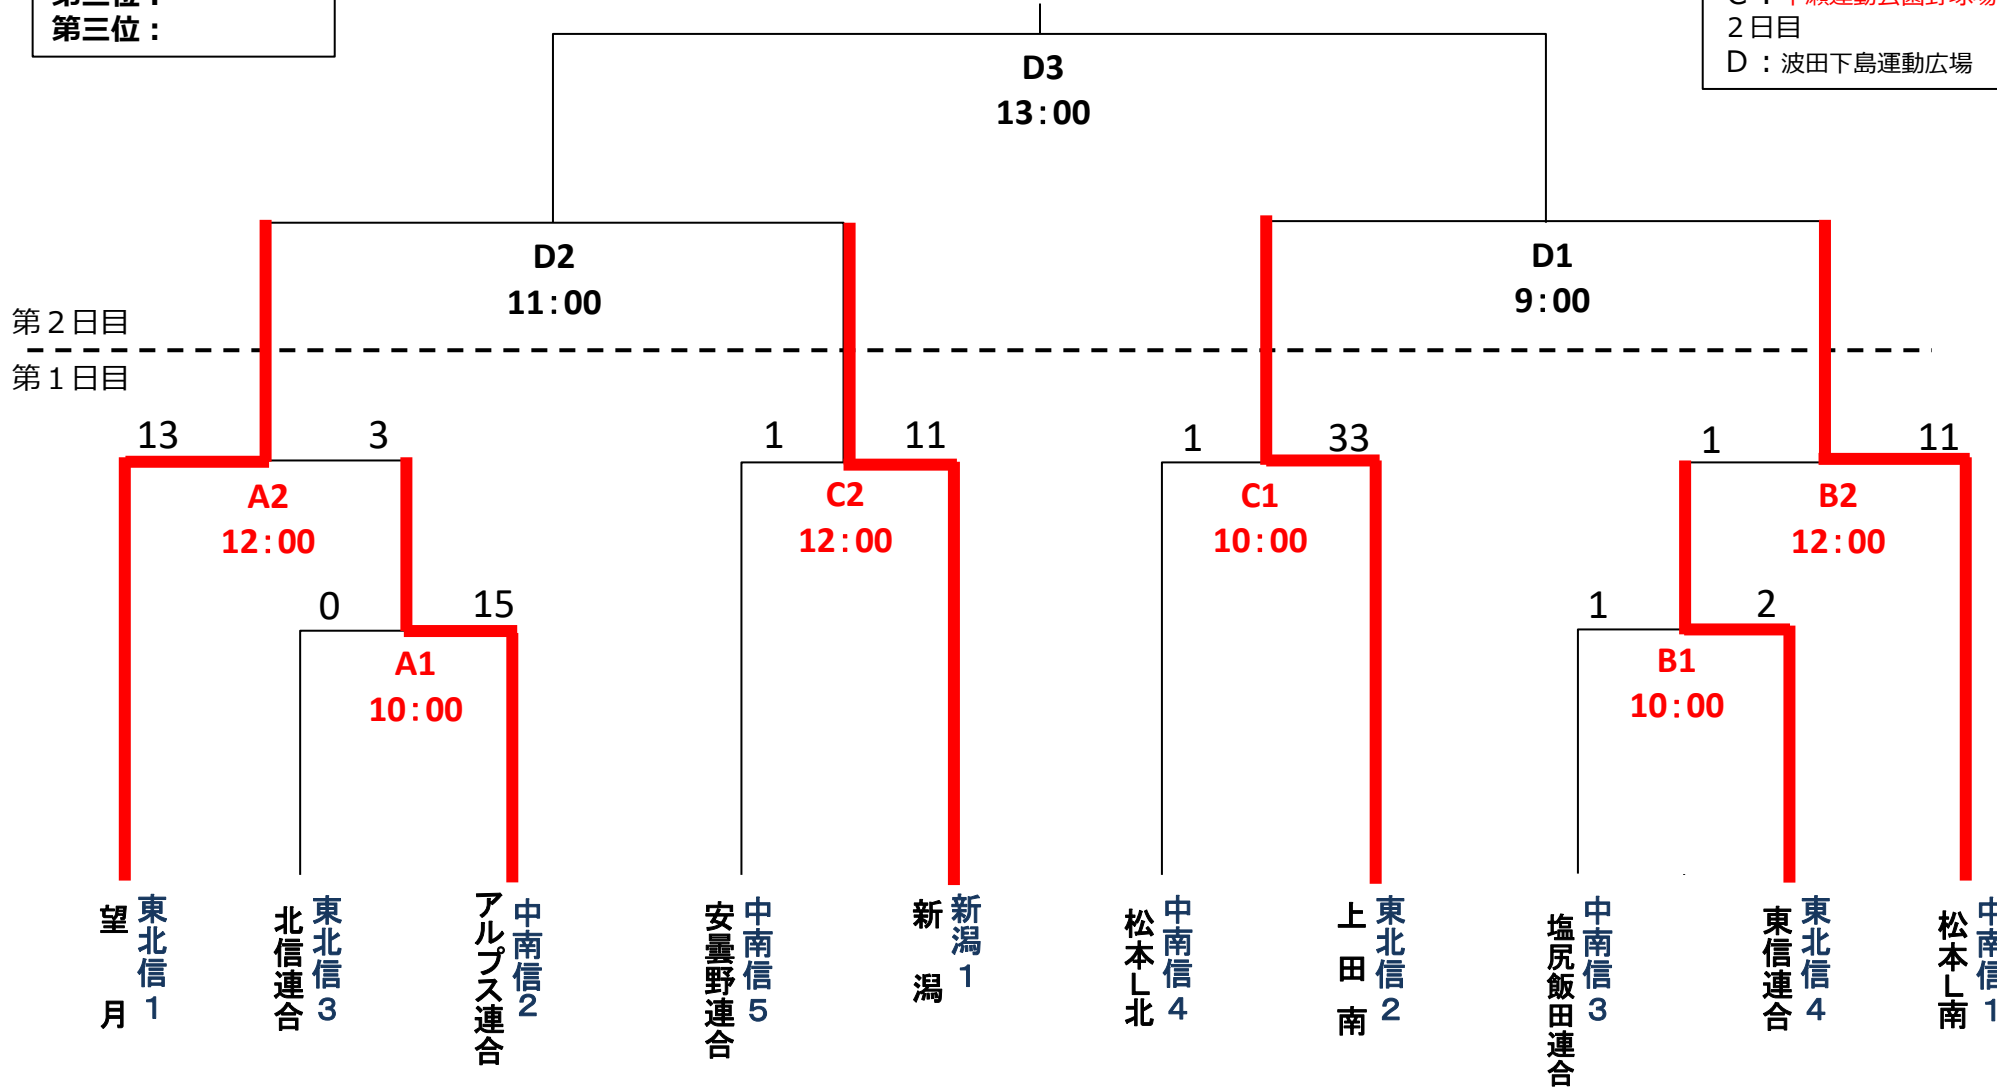 第三位：
C：
2日目
D：波田下島運動広場
D3
13:00
D2
11:00
D1
9:00
第２日目
第１日目
13
3
1
11
1
33
1
11
A2
12:00
C2
12:00
C1
10:00
B2
12:00
0
15
1
2
A1
10:00
B1
10:00
望月
東北信1
北信連合
東北信3
アルプス連合
中南信2
安曇野連合
中南信5
新潟
新潟1
松本L北
中南信4
上田南
東北信2
塩尻飯田連合
中南信3
東信連合
東北信4
松本L南
中南信1